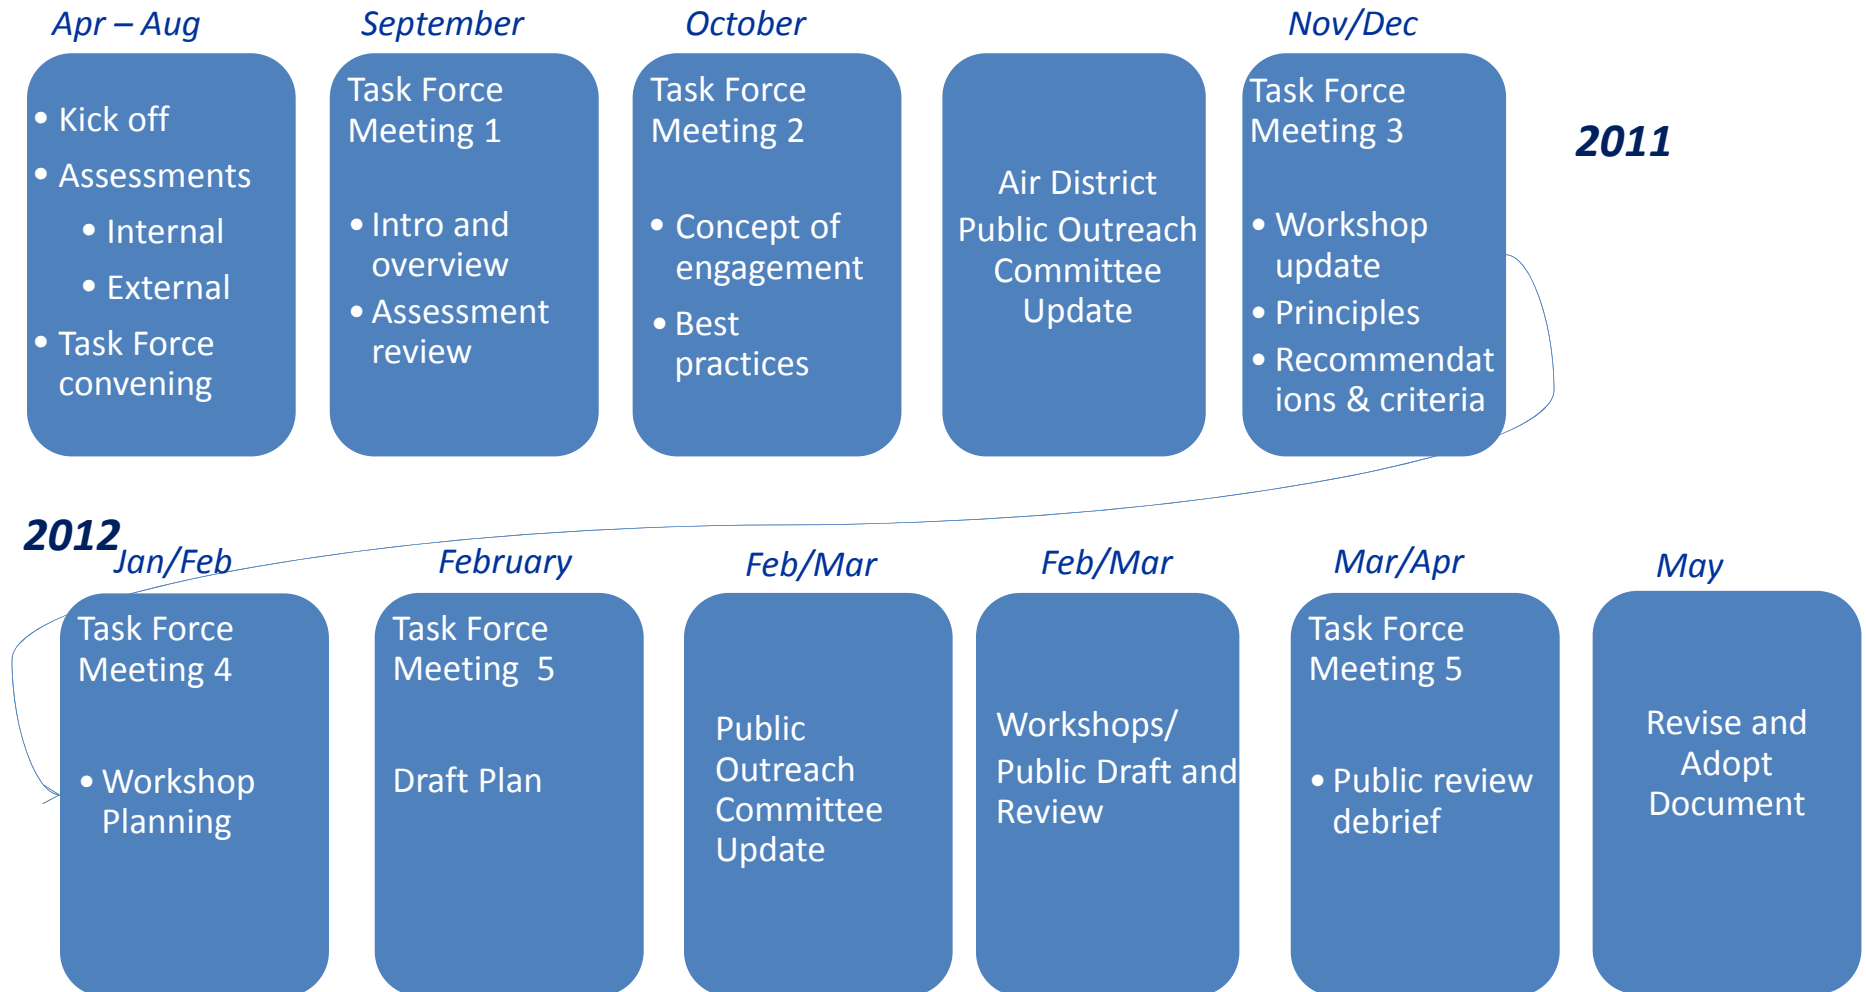 Apr – Aug
• Kick off
• Assessments
• Internal
• External
• Task Force
convening
September
Task Force
Meeting 1
• Intro and
overview
• Assessment
review
October
Task Force
Meeting 2
• Concept of
engagement
• Best
practices
Air District
Public Outreach
Committee
Update
Nov/Dec
Task Force
Meeting 3
• Workshop
update
• Principles
• Recommendat
ions & criteria
2011
2012
Jan/Feb
Task Force
Meeting 4
• Workshop
Planning
February
Task Force
Meeting 5
Draft Plan
Feb/Mar
Public
Outreach
Committee
Update
Feb/Mar
Workshops/
Public Draft and
Review
Mar/Apr
Task Force
Meeting 5
• Public review
debrief
May
Revise and
Adopt
Document